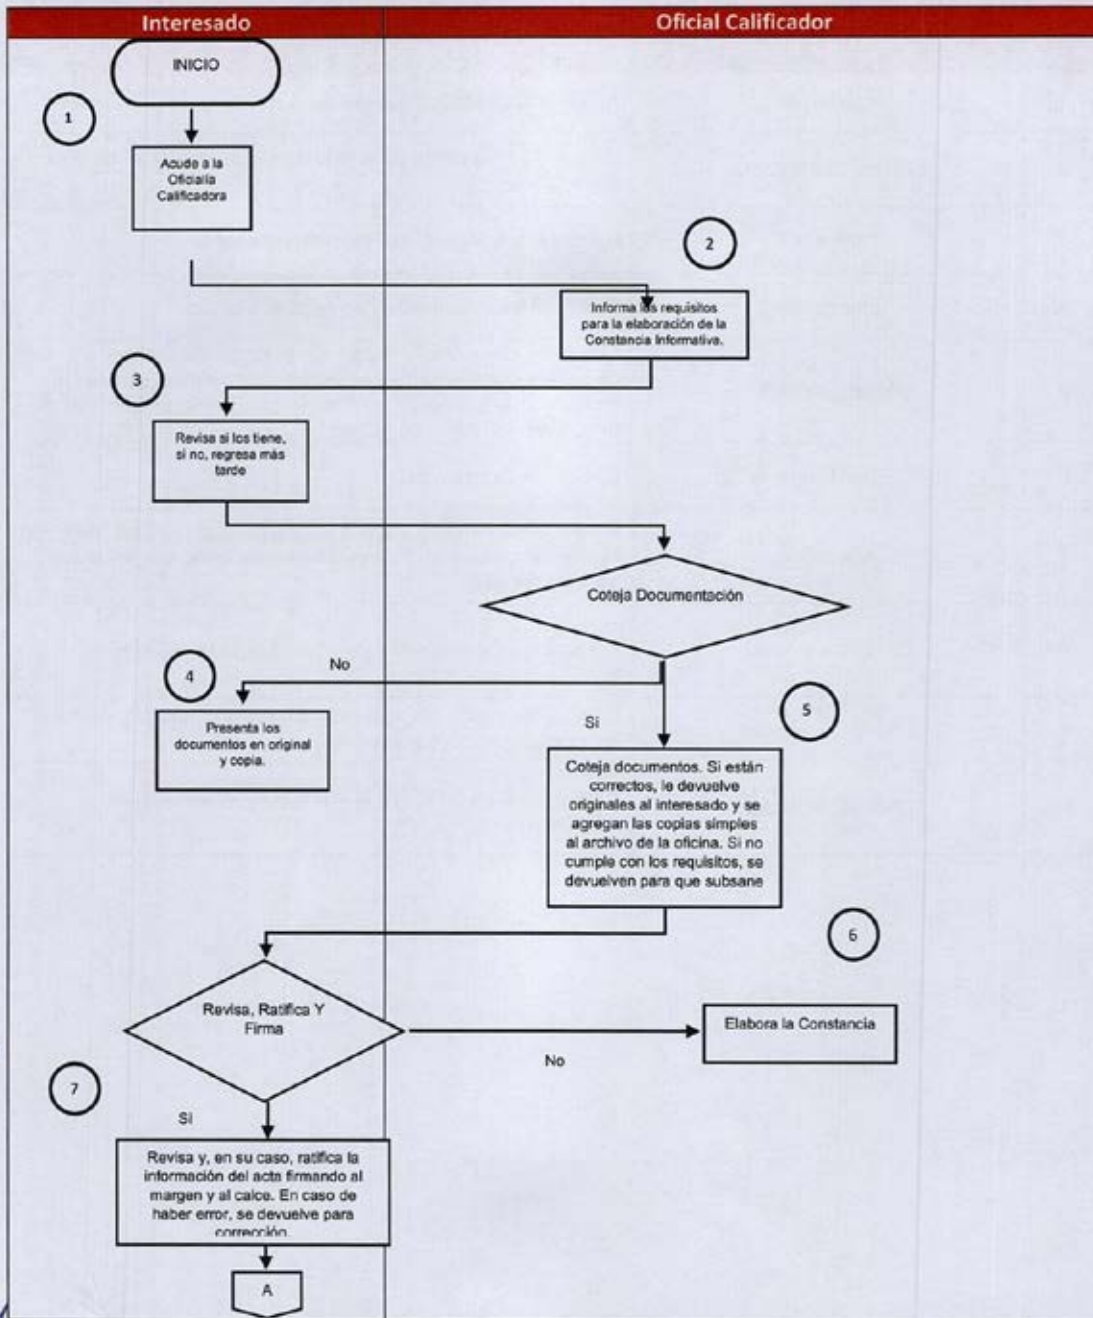 Interesado
Oficial Calificador
INICIO
1
Acude a la
Oficialía
Calificadora
2
Informa los requisitos
para la elaboración de la
Constancia Informativa.
3
Revisa si los tiene,
si no, regresa más
tarde
Coteja Documentación
No
4
Presenta los
documentos en original
y copia.
Si
5
Coteja documentos. Si están
correctos, le devuelve
originales al interesado y se
agregan las copias simples
al archivo de la oficina. Si no
cumple con los requisitos, se
devuelven para que subsane
6
Revisa, Ratifica Y
Firma
Elabora la Constancia
No
7
Si
Revisa y, en su caso, ratifica la
información del acta firmando al
margen y al calce. En caso de
haber error, se devuelve para
corrección.
A